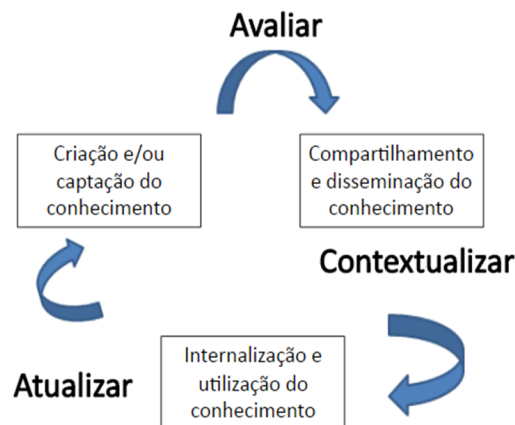 Avaliar
Criação e/ou
captação do
conhecimento
Compartilhamento
e disseminação do
conhecimento
Contextualizar
Internalização e
utilização do
conhecimento
Atualizar